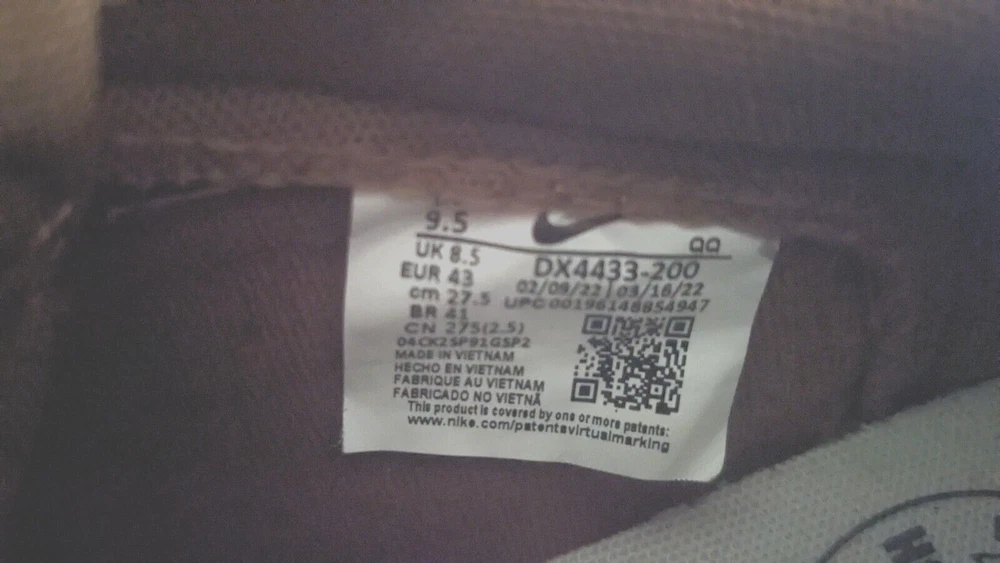 9.5
aa
UK 8.5
DX4433-200
EUR 43
02/09/22 03/16/22
cm 27.5
UPC 00196148854947
BR 41
CN 275(2.5)
04CK2SP91GSP2
MADE IN VIETNAM
HECHO EN VIETNAM
FABRIQUE AU VIETNAM
FABRICADO NO VIETNÃ
This product is covered by one or more patents:
www.nike.com/patentsvirtualmarking